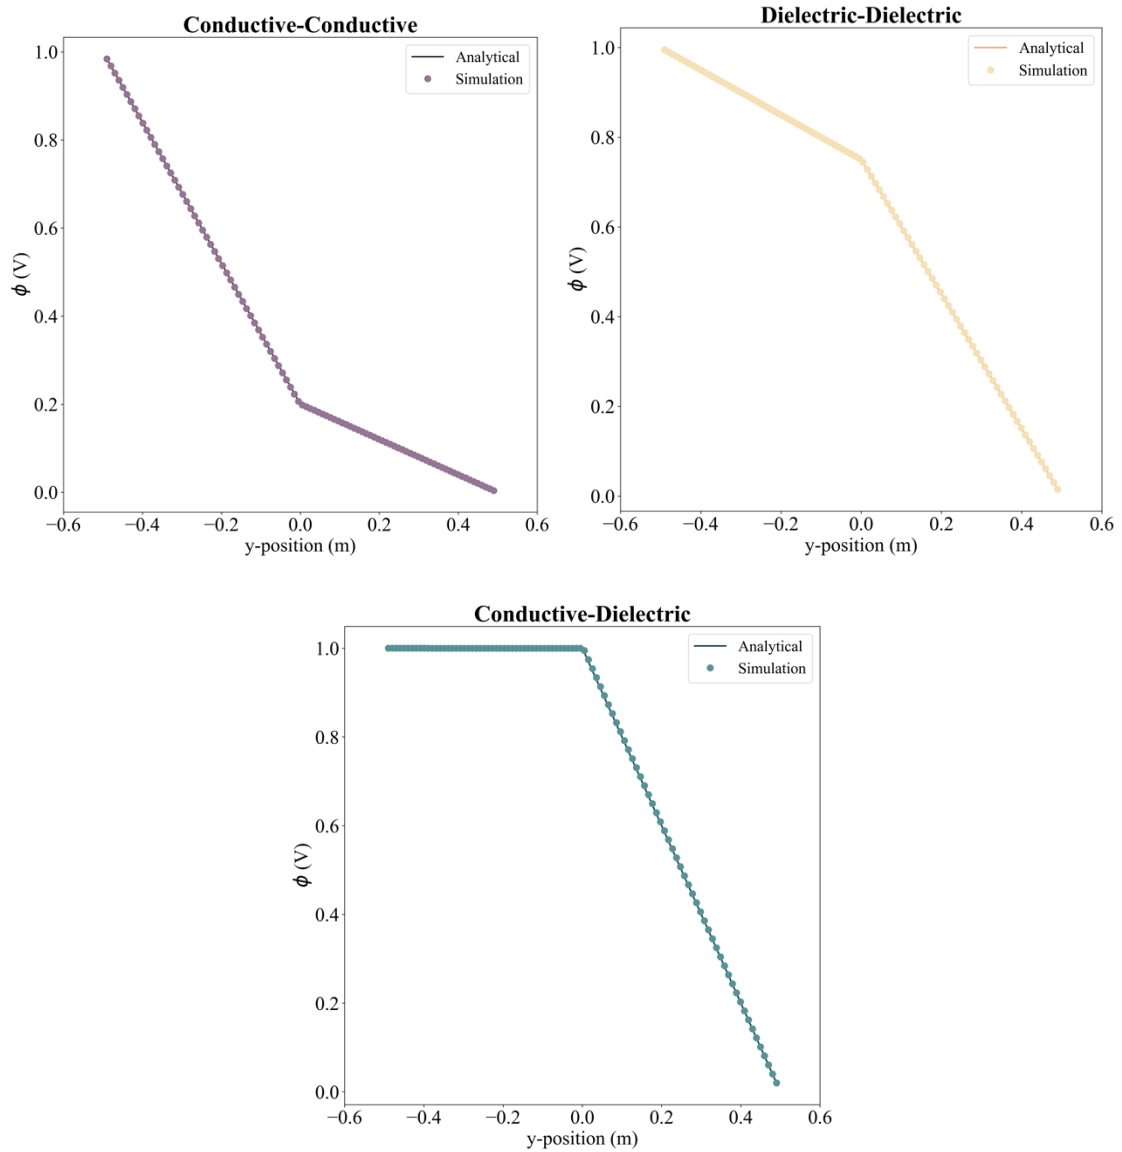 Conductive-Conductive
1.0
0.8
0.6
0.4
0.2
0.0
ϕ (V)
Analytical
Simulation
−0.6 −0.4 −0.2 0.0 0.2 0.4 0.6
y-position (m)
Dielectric-Dielectric
1.0
0.8
0.6
0.4
0.2
0.0
ϕ (V)
Analytical
Simulation
−0.6 −0.4 −0.2 0.0 0.2 0.4 0.6
y-position (m)
Conductive-Dielectric
1.0
0.8
0.6
0.4
0.2
0.0
ϕ (V)
Analytical
Simulation
−0.6 −0.4 −0.2 0.0 0.2 0.4 0.6
y-position (m)